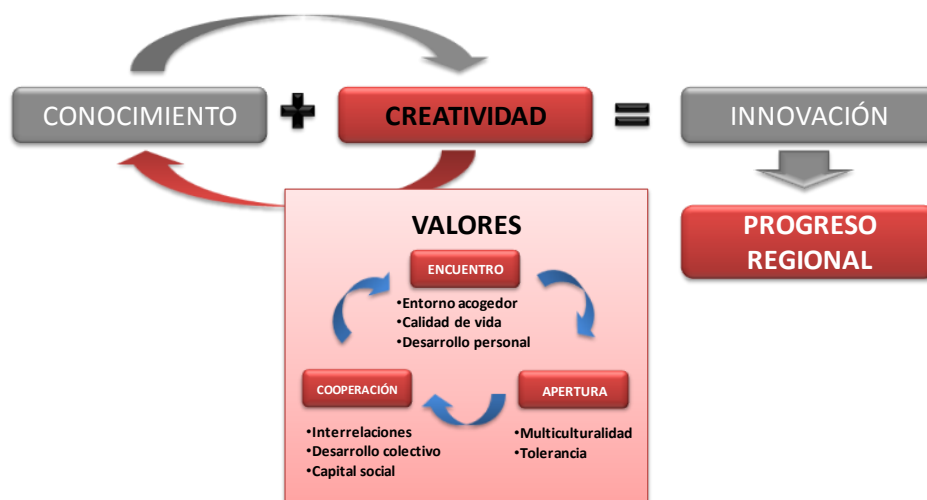 CONOCIMIENTO + CREATIVIDAD = INNOVACIÓN
PROGRESO
REGIONAL
VALORES
ENCUENTRO
•Entorno acogedor
•Calidad de vida
•Desarrollo personal
COOPERACIÓN
•Interrelaciones
•Desarrollo colectivo
•Capital social
APERTURA
•Multiculturalidad
•Tolerancia